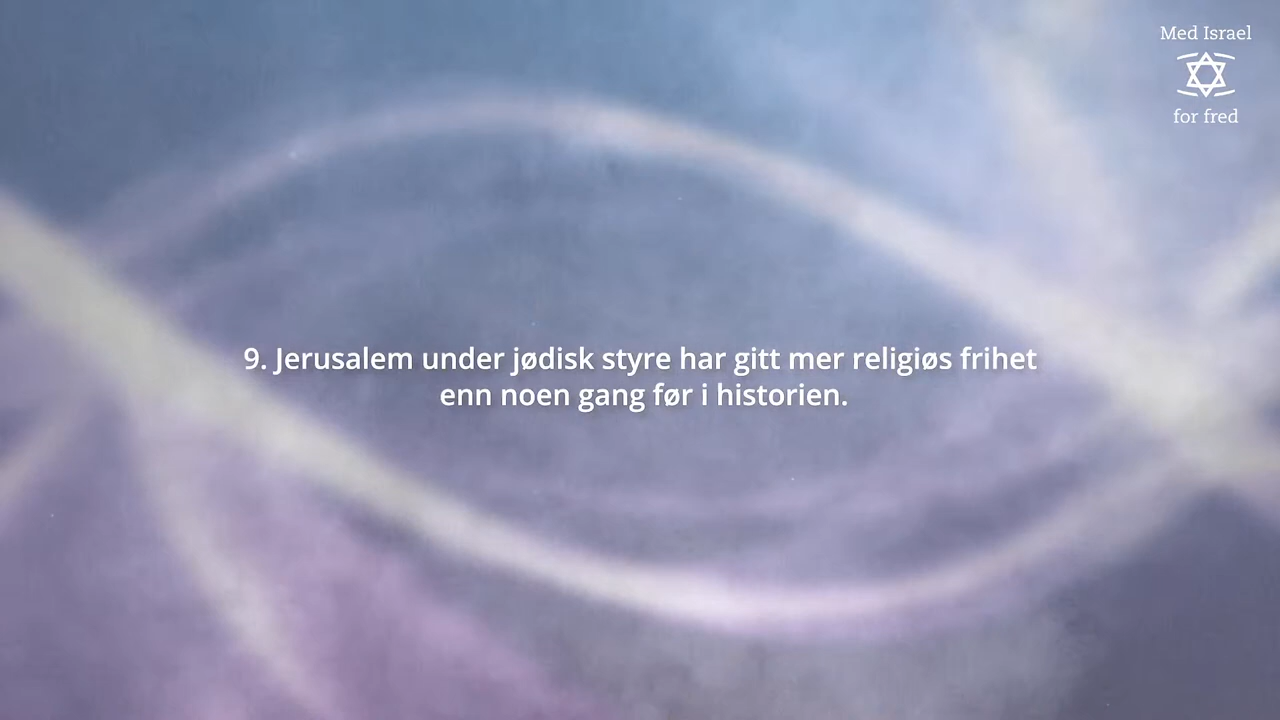 Med Israel
for fred
9. Jerusalem under jødisk styre har gitt mer religiøs frihet
enn noen gang før i historien.